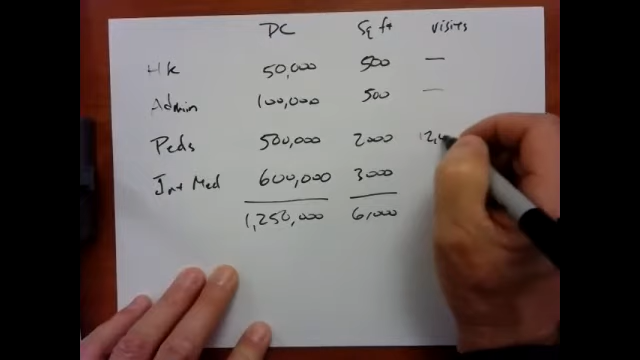 DC Sq ft visits
Hk 50,000 500 —
Admin 100,000 500 —
Peds 500,000 2000
Int Med 600,000 3000
1,250,000 6,000